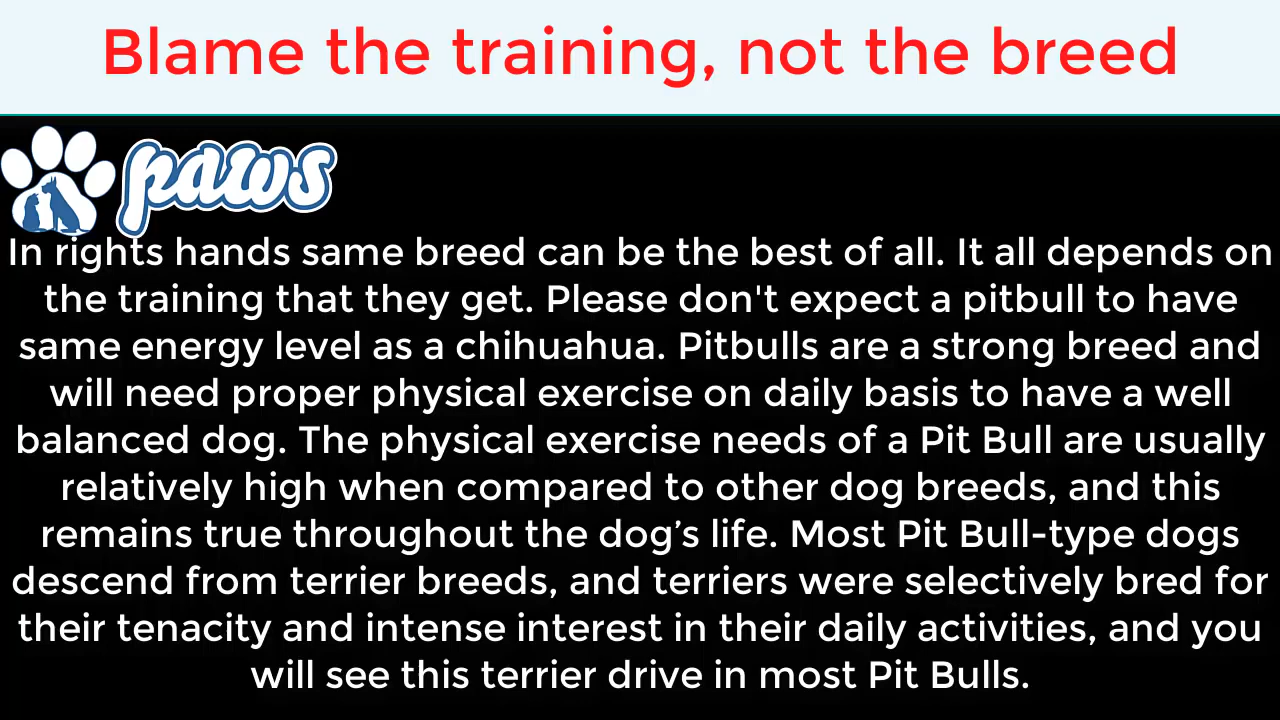 Blame the training, not the breed
paws
In rights hands same breed can be the best of all. It all depends on
the training that they get. Please don't expect a pitbull to have
same energy level as a chihuahua. Pitbulls are a strong breed and
will need proper physical exercise on daily basis to have a well
balanced dog. The physical exercise needs of a Pit Bull are usually
relatively high when compared to other dog breeds, and this
remains true throughout the dog’s life. Most Pit Bull-type dogs
descend from terrier breeds, and terriers were selectively bred for
their tenacity and intense interest in their daily activities, and you
will see this terrier drive in most Pit Bulls.